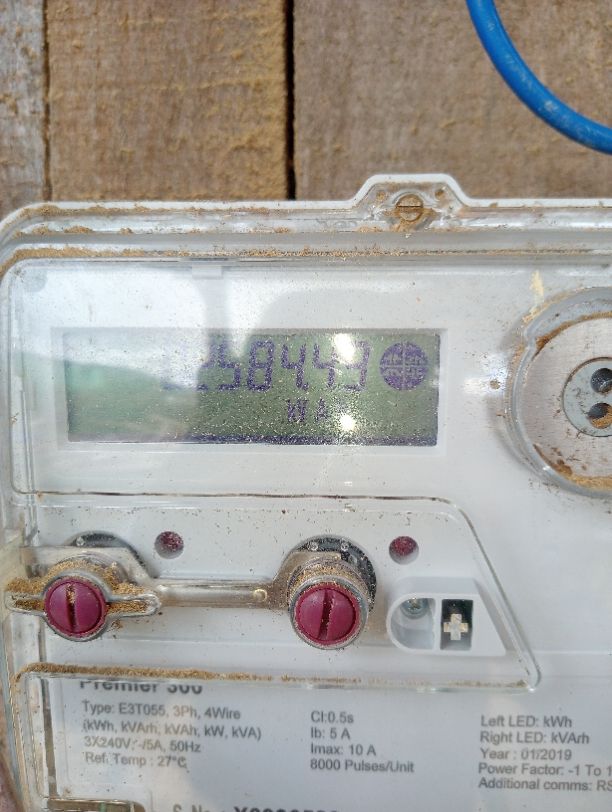 Premier 300
Type: E3T055, 3Ph, 4Wire
(kWh, kVArh, kVAh, kW, kVA)
3X240V,-/5A, 50Hz
Ref. Temp : 27°C
Cl:0.5s
Ib: 5 A
Imax: 10 A
8000 Pulses/Unit
Left LED: kWh
Right LED: kVArh
Year : 01/2019
Power Factor: -1 To 1
Additional comms: RS